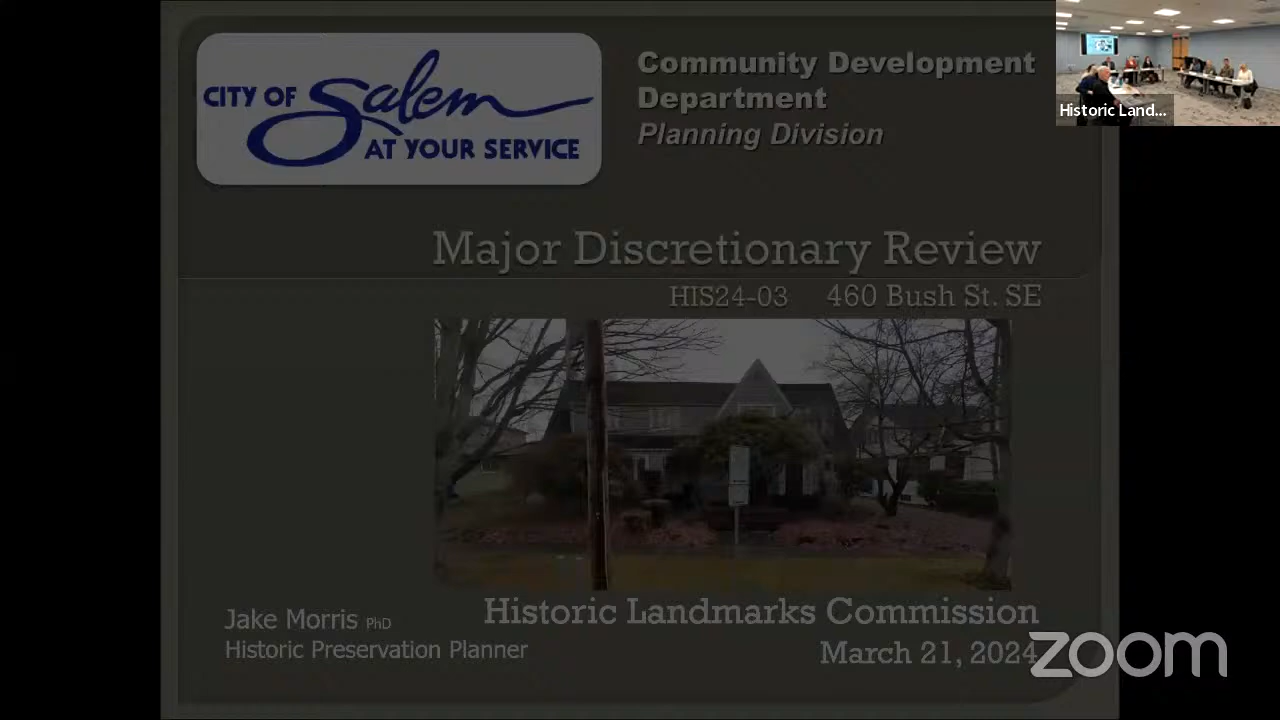 CITY OF Salem
AT YOUR SERVICE
Community Development
Department
Planning Division
Historic Land...
Major Discretionary Review
HIS24-03 460 Bush St. SE
Jake Morris PhD
Historic Preservation Planner
Historic Landmarks Commission
March 21, 2024
zoom